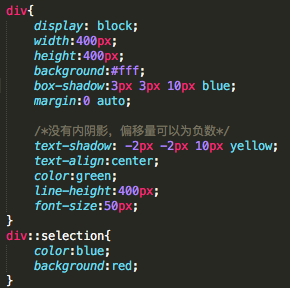 div{
display: block;
width:400px;
height:400px;
background:#fff;
box-shadow:3px 3px 10px blue;
margin:0 auto;
/*没有内阴影，偏移量可以为负数*/
text-shadow: -2px -2px 10px yellow;
text-align:center;
color:green;
line-height:400px;
font-size:50px;
}
div::selection{
color:blue;
background:red;
}